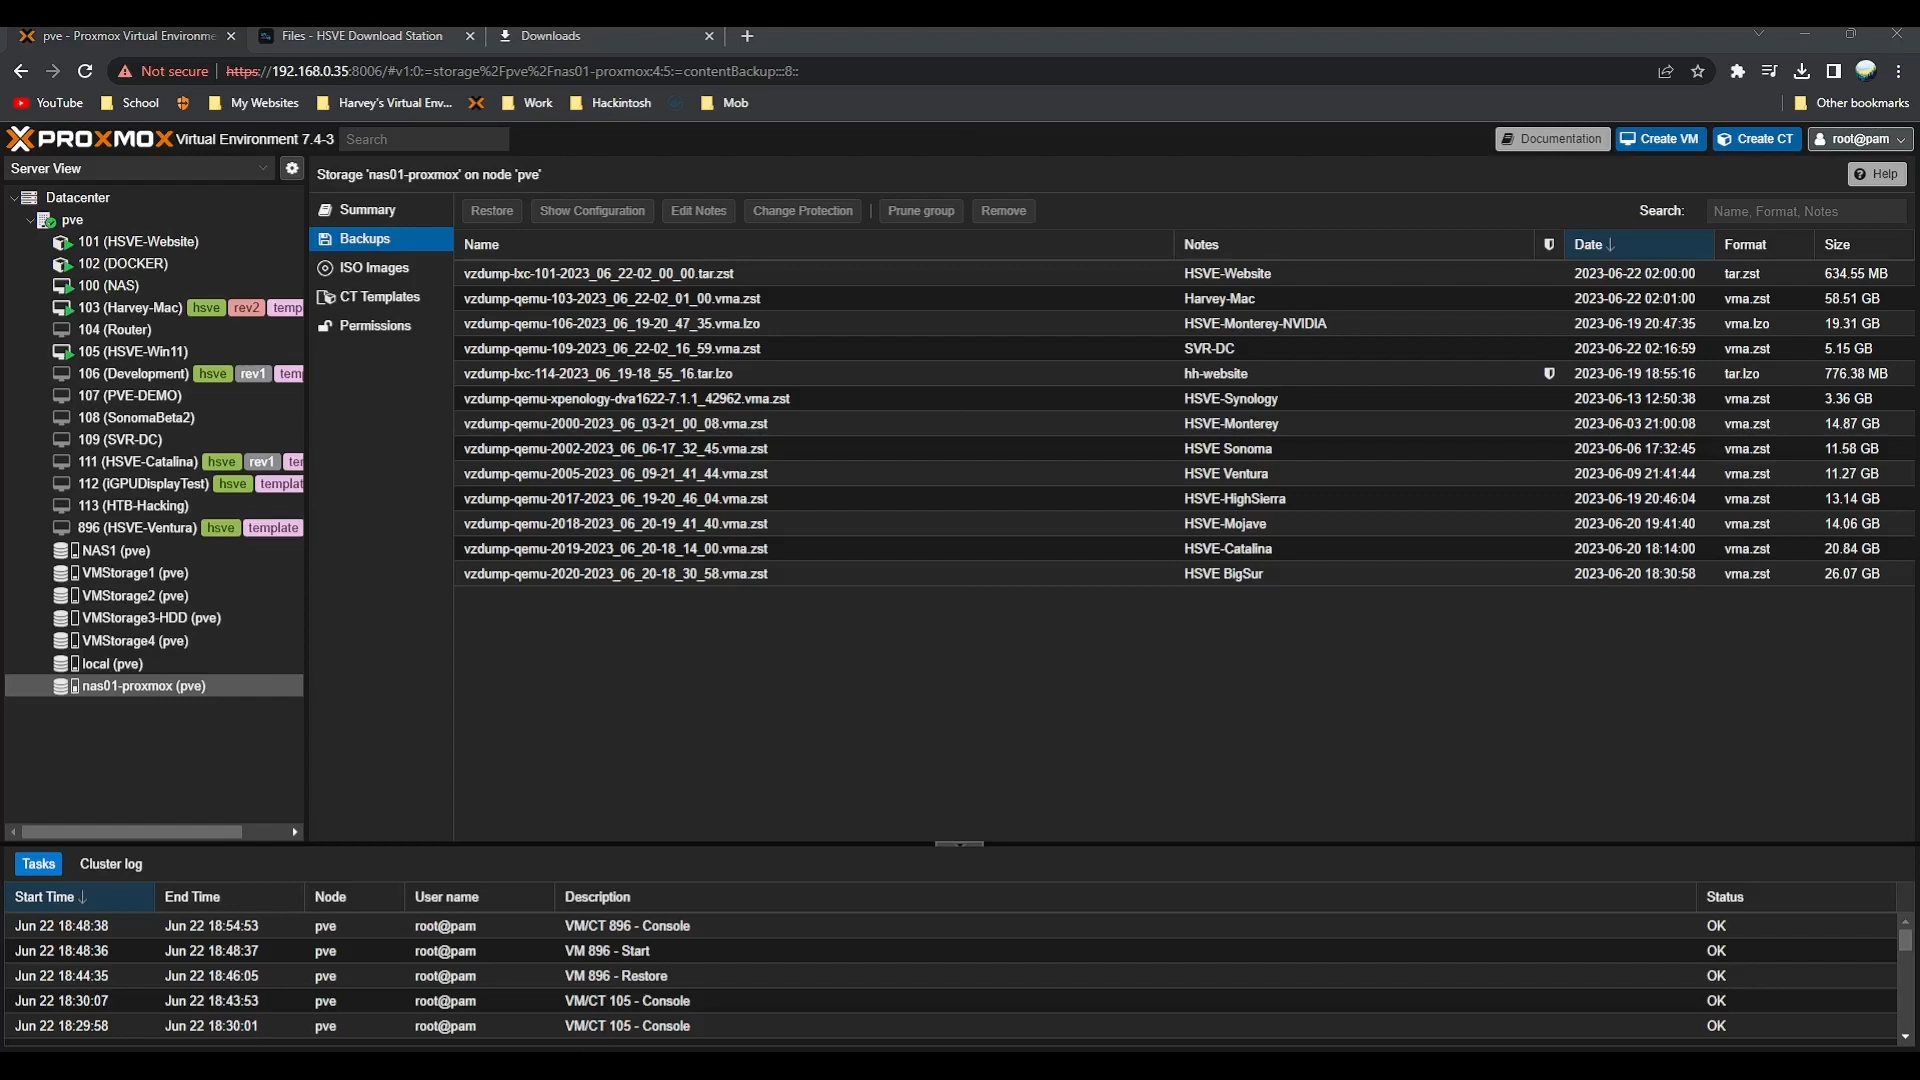 pve - Proxmox Virtual Environme
Files - HSVE Download Station
Downloads
Not secure https://192.168.0.35:8006/#v1:0:=storage%2Fpve%2Fnas01-proxmox:4:5:=contentBackup:::8::
YouTube School My Websites Harvey's Virtual Env... Work Hackintosh Mob Other bookmarks
PROXMOX Virtual Environment 7.4-3 Search Documentation Create VM Create CT root@pam
Server View
Storage 'nas01-proxmox' on node 'pve' Help
Datacenter
pve
101 (HSVE-Website)
102 (DOCKER)
100 (NAS)
103 (Harvey-Mac) hsve rev2 temp
104 (Router)
105 (HSVE-Win11)
106 (Development) hsve rev1 tem
107 (PVE-DEMO)
108 (SonomaBeta2)
109 (SVR-DC)
111 (HSVE-Catalina) hsve rev1 ter
112 (iGPUDisplayTest) hsve templat
113 (HTB-Hacking)
896 (HSVE-Ventura) hsve template
NAS1 (pve)
VMStorage1 (pve)
VMStorage2 (pve)
VMStorage3-HDD (pve)
VMStorage4 (pve)
local (pve)
nas01-proxmox (pve)
Summary
Backups
ISO Images
CT Templates
Permissions
Restore Show Configuration Edit Notes Change Protection Prune group Remove Search: Name, Format, Notes
Name Notes Date Format Size
vzdump-lxc-101-2023_06_22-02_00_00.tar.zst HSVE-Website 2023-06-22 02:00:00 tar.zst 634.55 MB
vzdump-qemu-103-2023_06_22-02_01_00.vma.zst Harvey-Mac 2023-06-22 02:01:00 vma.zst 58.51 GB
vzdump-qemu-106-2023_06_19-20_47_35.vma.lzo HSVE-Monterey-NVIDIA 2023-06-19 20:47:35 vma.lzo 19.31 GB
vzdump-qemu-109-2023_06_22-02_16_59.vma.zst SVR-DC 2023-06-22 02:16:59 vma.zst 5.15 GB
vzdump-lxc-114-2023_06_19-18_55_16.tar.lzo hh-website 2023-06-19 18:55:16 tar.lzo 776.38 MB
vzdump-qemu-xpenology-dva1622-7.1.1_42962.vma.zst HSVE-Synology 2023-06-13 12:50:38 vma.zst 3.36 GB
vzdump-qemu-2000-2023_06_03-21_00_08.vma.zst HSVE-Monterey 2023-06-03 21:00:08 vma.zst 14.87 GB
vzdump-qemu-2002-2023_06_06-17_32_45.vma.zst HSVE Sonoma 2023-06-06 17:32:45 vma.zst 11.58 GB
vzdump-qemu-2005-2023_06_09-21_41_44.vma.zst HSVE Ventura 2023-06-09 21:41:44 vma.zst 11.27 GB
vzdump-qemu-2017-2023_06_19-20_46_04.vma.zst HSVE-HighSierra 2023-06-19 20:46:04 vma.zst 13.14 GB
vzdump-qemu-2018-2023_06_20-19_41_40.vma.zst HSVE-Mojave 2023-06-20 19:41:40 vma.zst 14.06 GB
vzdump-qemu-2019-2023_06_20-18_14_00.vma.zst HSVE-Catalina 2023-06-20 18:14:00 vma.zst 20.84 GB
vzdump-qemu-2020-2023_06_20-18_30_58.vma.zst HSVE BigSur 2023-06-20 18:30:58 vma.zst 26.07 GB
Tasks Cluster log
Start Time End Time Node User name Description Status
Jun 22 18:48:38 Jun 22 18:54:53 pve root@pam VM/CT 896 - Console OK
Jun 22 18:48:36 Jun 22 18:48:37 pve root@pam VM 896 - Start OK
Jun 22 18:44:35 Jun 22 18:46:05 pve root@pam VM 896 - Restore OK
Jun 22 18:30:07 Jun 22 18:43:53 pve root@pam VM/CT 105 - Console OK
Jun 22 18:29:58 Jun 22 18:30:01 pve root@pam VM/CT 105 - Console OK